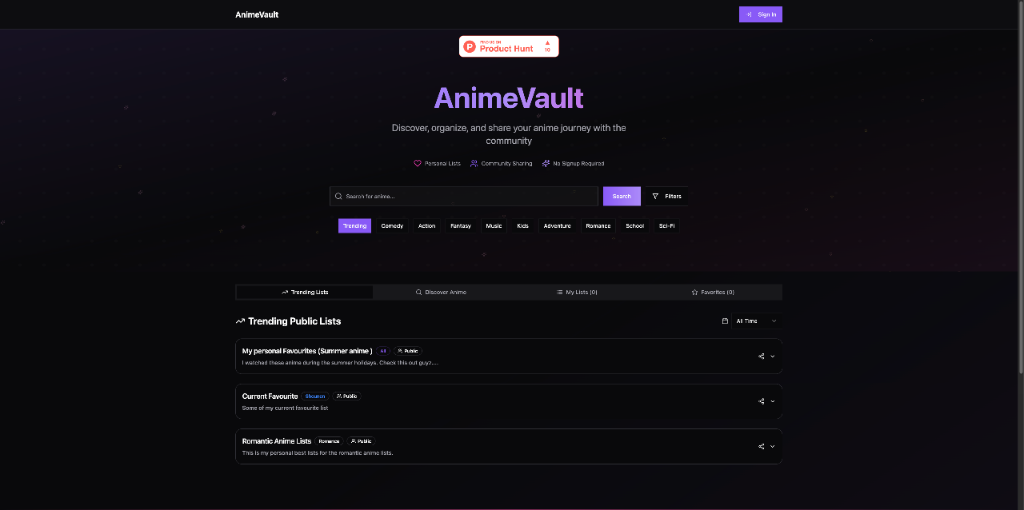 AnimeVault
Sign In
Product Hunt
10
AnimeVault
Discover, organize, and share your anime journey with the
community
Personal Lists Community Sharing No Signup Required
Search for anime... Search Filters
Trending Comedy Action Fantasy Music Kids Adventure Romance School Sci-Fi
Trending Lists Discover Anime My Lists (0) Favorites (0)
Trending Public Lists All Time
My personal Favourites (Summer anime ) All Public
I watched these anime during the summer holidays. Check this out guyz....
Current Favourite Shounen Public
Some of my current favourite list
Romantic Anime Lists Romance Public
This is my personal best lists for the romantic anime lists.